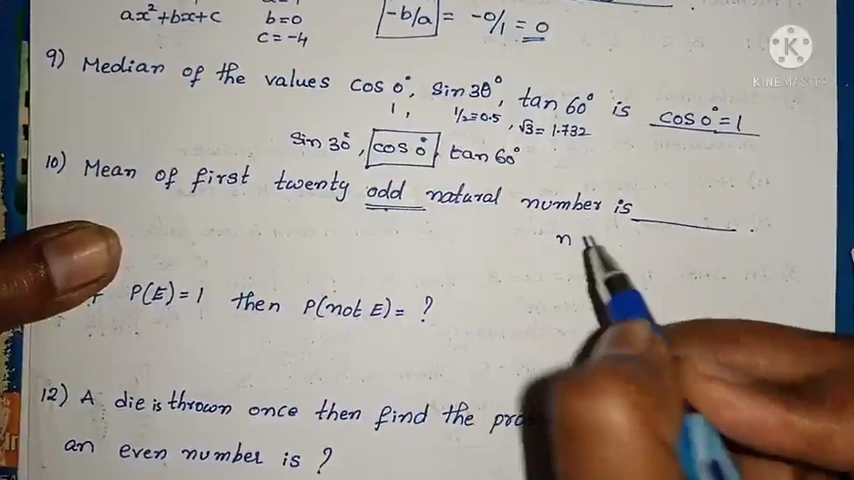 ax²+bx+c b=0 -b/a = -0/1 = 0
c=-4
9) Median of the values cos 0°, sin 30°, tan 60° is cos 0°=1
1, 1/2=0.5, √3=1.732
sin 30°, cos 0°, tan 60°
10) Mean of first twenty odd natural number is ______.
n
P(E)=1 then P(not E)= ?
12) A die is thrown once then find the
an even number is ?
K
KINEMASTER